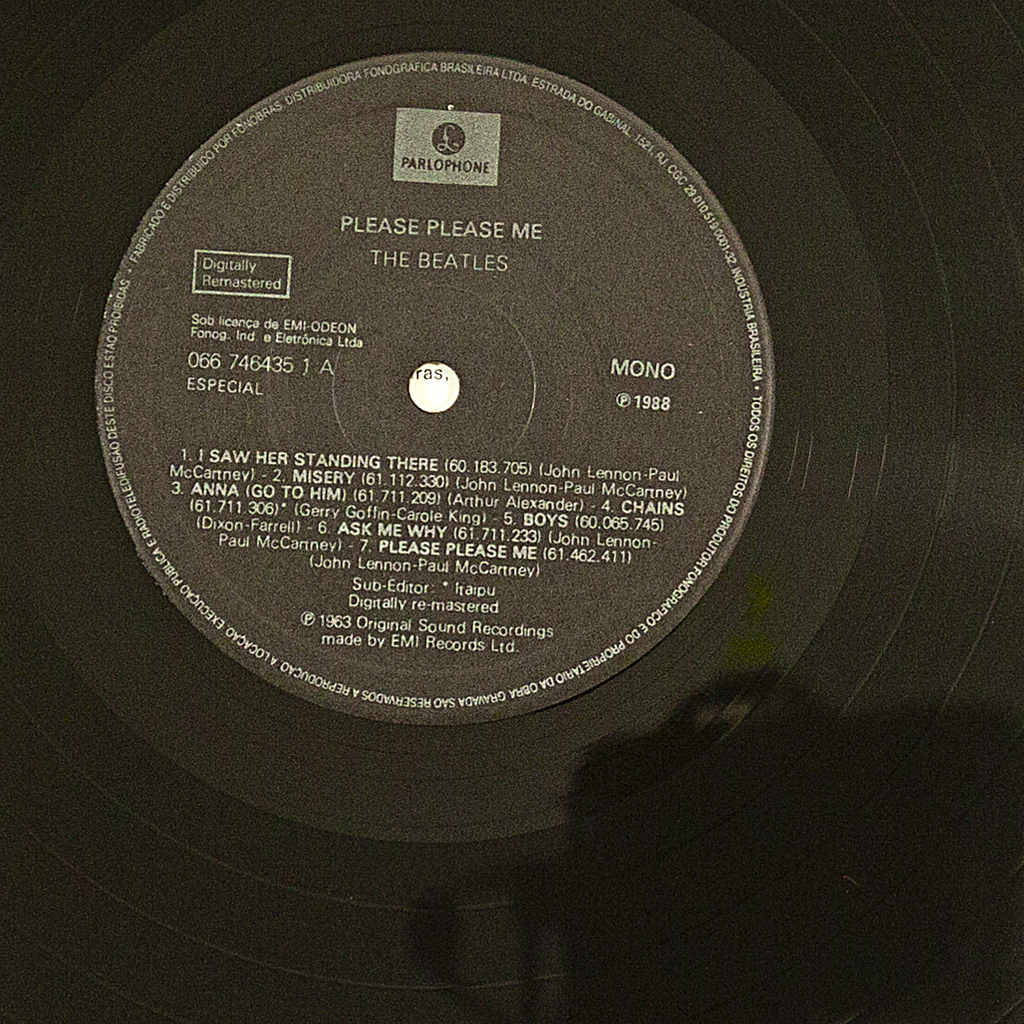 FABRICADO E DISTRIBUIDO POR FONOBRAS. DISTRIBUIDORA FONOGRAFICA BRASILEIRA LTDA. ESTRADA DO GABINAL, 1521, RJ, CGC 29 010 519 0001-32. INDUSTRIA BRASILEIRA • TODOS OS DIREITOS DO PRODUTOR FONOGRAFICO E DO PROPRIETARIO DA OBRA GRAVADA SAO RESERVADOS A REPRODUCAO A LOCAÇAO, EXECUÇAO PUBLICA E RADIOTELEDIFUSAO DESTE DISCO ESTAO PROIBIDAS •
PARLOPHONE
PLEASE PLEASE ME
THE BEATLES
Digitally
Remastered
Sob licença de EMI-ODEON
Fonog. Ind. e Eletrônica Ltda
066 746435 1 A
ESPECIAL
ras,
MONO
℗ 1988
1. I SAW HER STANDING THERE (60.183.705) (John Lennon-Paul
McCartney) - 2. MISERY (61.112.330) (John Lennon-Paul McCartney)
3. ANNA (GO TO HIM) (61.711.209) (Arthur Alexander) - 4. CHAINS
(61.711.306)* (Gerry Goffin-Carole King) - 5. BOYS (60.065.745)
(Dixon-Farrell) - 6. ASK ME WHY (61.711.233) (John Lennon-
Paul McCartney) - 7. PLEASE PLEASE ME (61.462.411)
(John Lennon-Paul McCartney)
Sub-Editor: * Itaipu
Digitally re-mastered
℗ 1963 Original Sound Recordings
made by EMI Records Ltd.